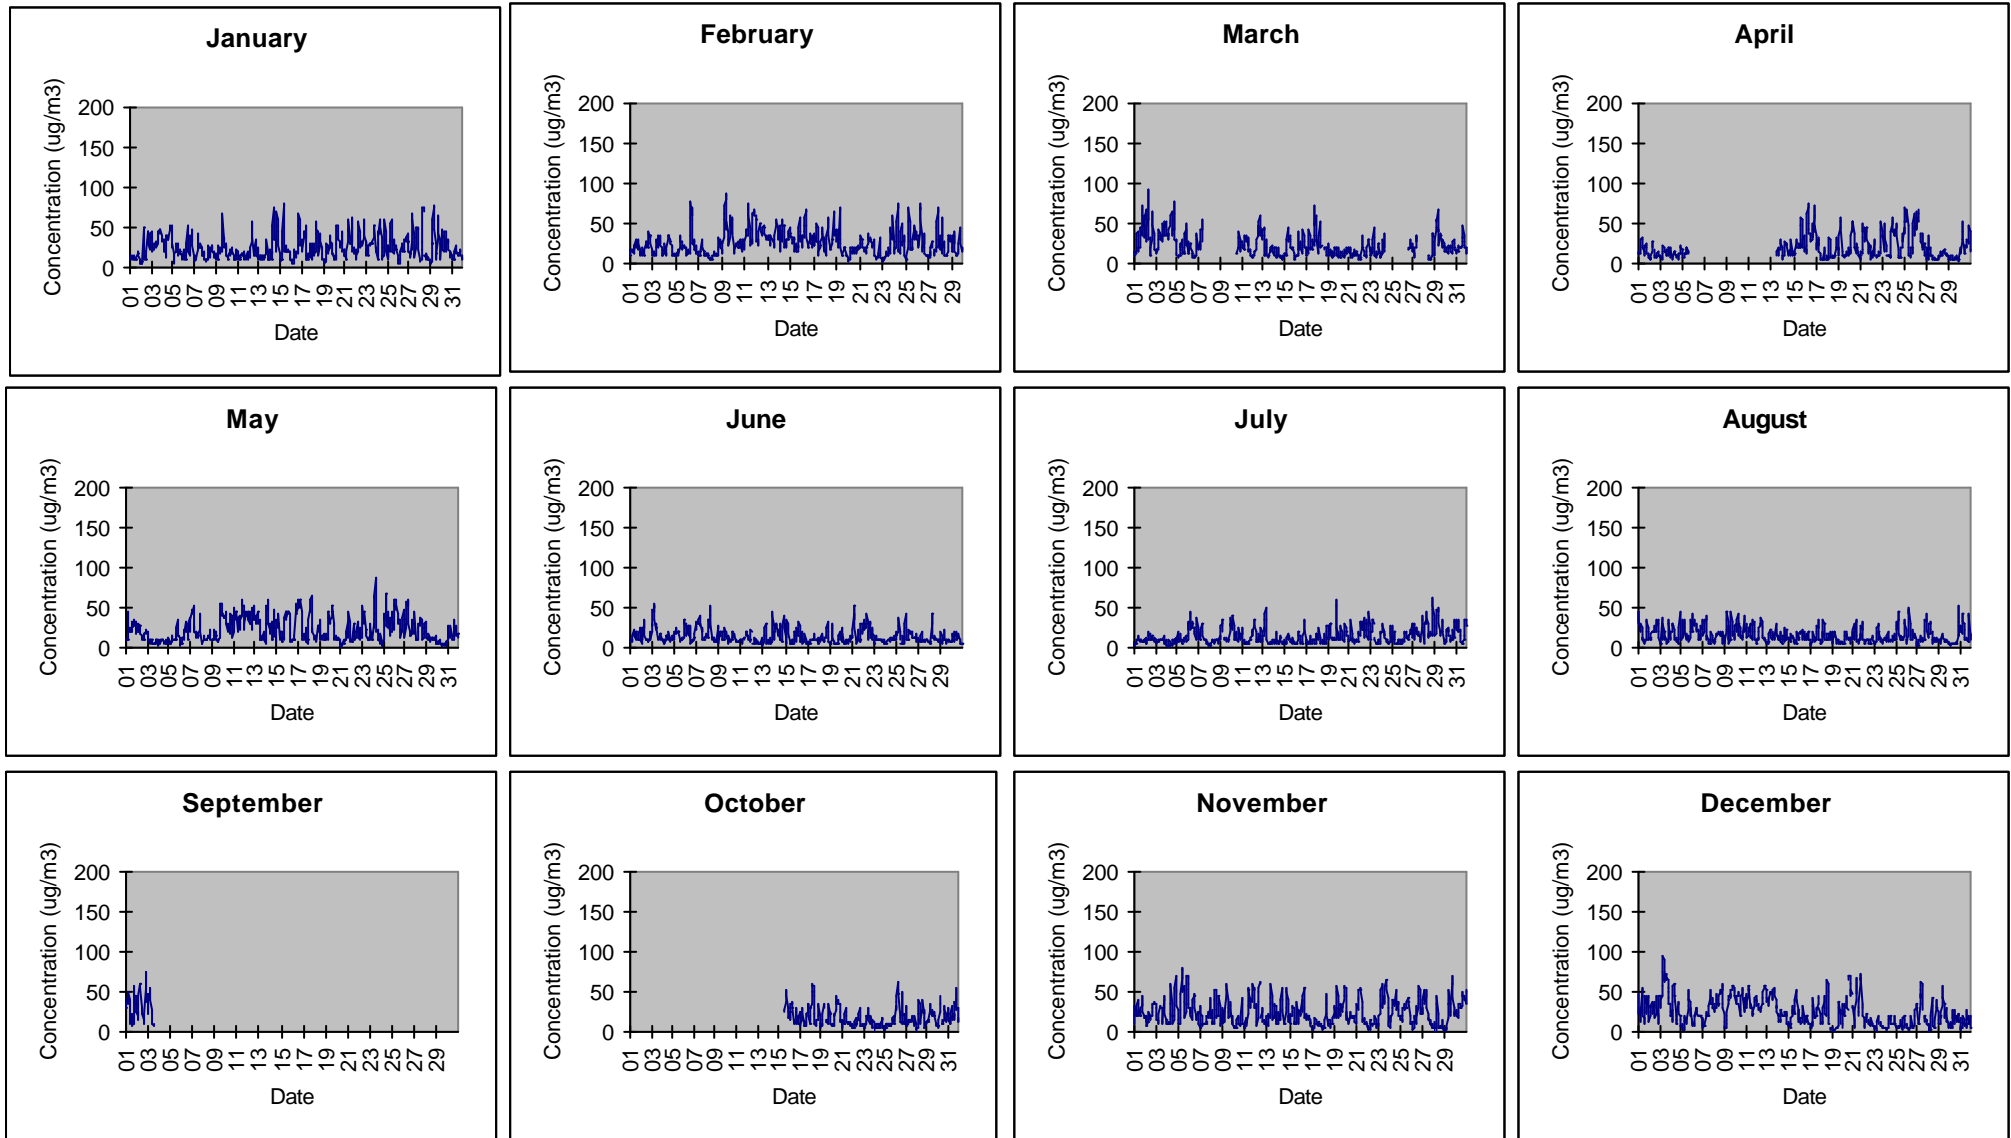 January
Concentration (ug/m3)
200
150
100
50
0
01 03 05 07 09 11 13 15 17 19 21 23 25 27 29 31
Date
February
Concentration (ug/m3)
200
150
100
50
0
01 03 05 07 09 11 13 15 17 19 21 23 25 27 29
Date
March
Concentration (ug/m3)
200
150
100
50
0
01 03 05 07 09 11 13 15 17 19 21 23 25 27 29 31
Date
April
Concentration (ug/m3)
200
150
100
50
0
01 03 05 07 09 11 13 15 17 19 21 23 25 27 29
Date
May
Concentration (ug/m3)
200
150
100
50
0
01 03 05 07 09 11 13 15 17 19 21 23 25 27 29 31
Date
June
Concentration (ug/m3)
200
150
100
50
0
01 03 05 07 09 11 13 15 17 19 21 23 25 27 29
Date
July
Concentration (ug/m3)
200
150
100
50
0
01 03 05 07 09 11 13 15 17 19 21 23 25 27 29 31
Date
August
Concentration (ug/m3)
200
150
100
50
0
01 03 05 07 09 11 13 15 17 19 21 23 25 27 29 31
Date
September
Concentration (ug/m3)
200
150
100
50
0
01 03 05 07 09 11 13 15 17 19 21 23 25 27 29
Date
October
Concentration (ug/m3)
200
150
100
50
0
01 03 05 07 09 11 13 15 17 19 21 23 25 27 29 31
Date
November
Concentration (ug/m3)
200
150
100
50
0
01 03 05 07 09 11 13 15 17 19 21 23 25 27 29
Date
December
Concentration (ug/m3)
200
150
100
50
0
01 03 05 07 09 11 13 15 17 19 21 23 25 27 29 31
Date